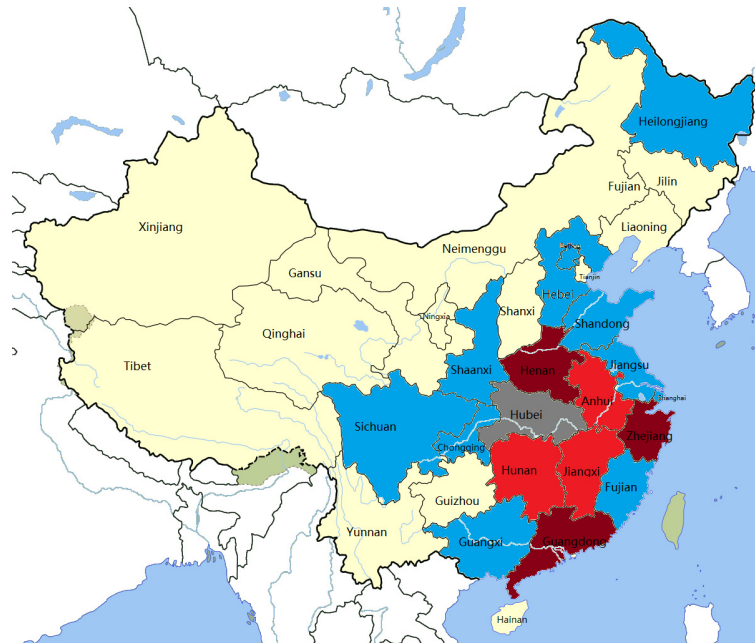 Heilongjiang
Fujian
Jilin
Liaoning
Xinjiang
Neimenggu
Gansu
Tianjin
Hebei
Shanxi
Ningxia
Qinghai
Shandong
Tibet
Shaanxi
Henan
Jiangsu
Anhui
Shanghai
Hubei
Sichuan
Zhejiang
Chongqing
Hunan
Jiangxi
Fujian
Guizhou
Yunnan
Guangxi
Guangdong
Hainan